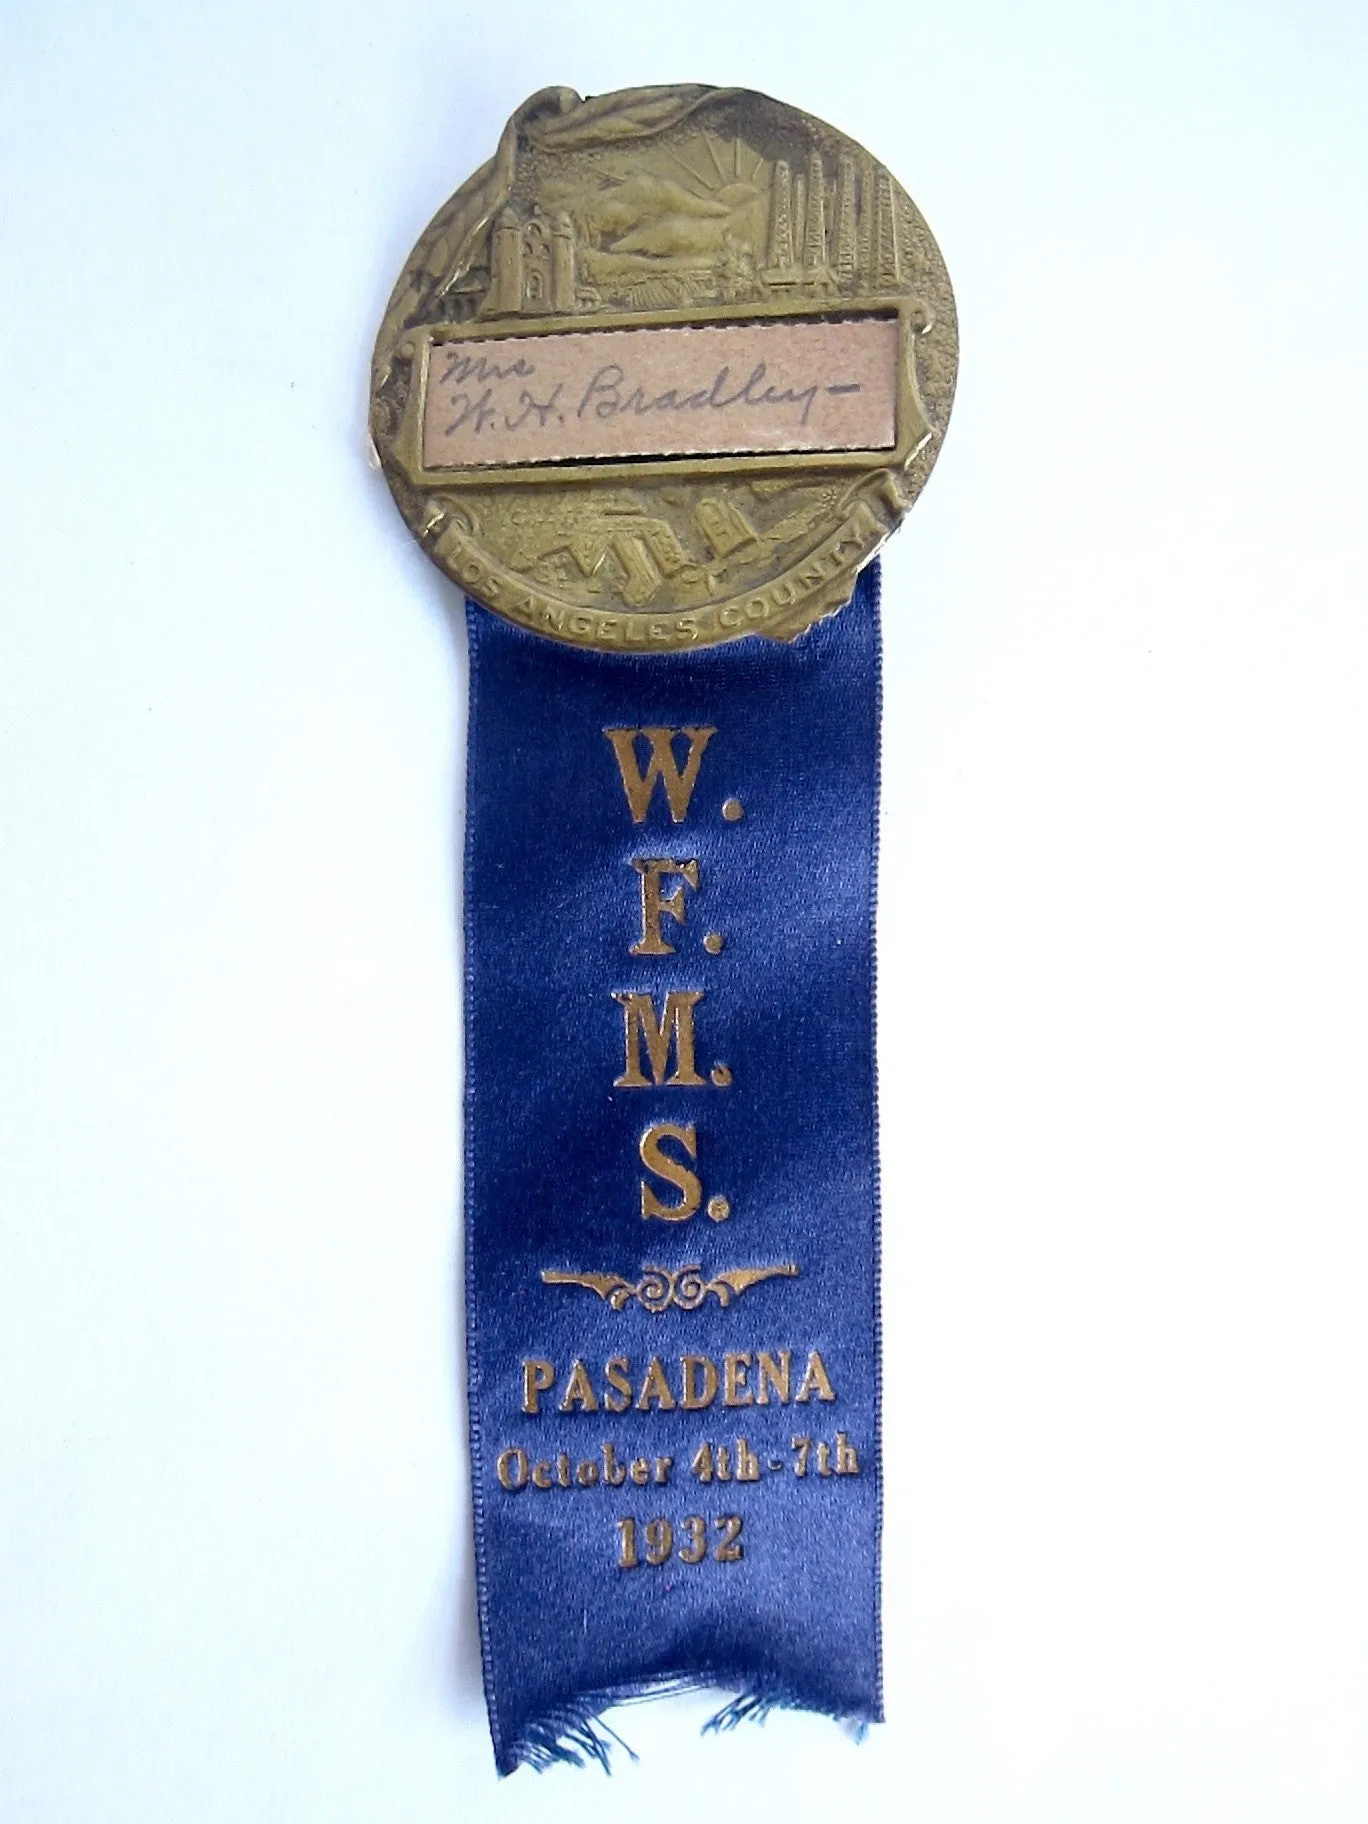 Mrs
W. H. Bradley-
LOS ANGELES COUNTY
W.
F.
M.
S.
PASADENA
October 4th-7th
1932